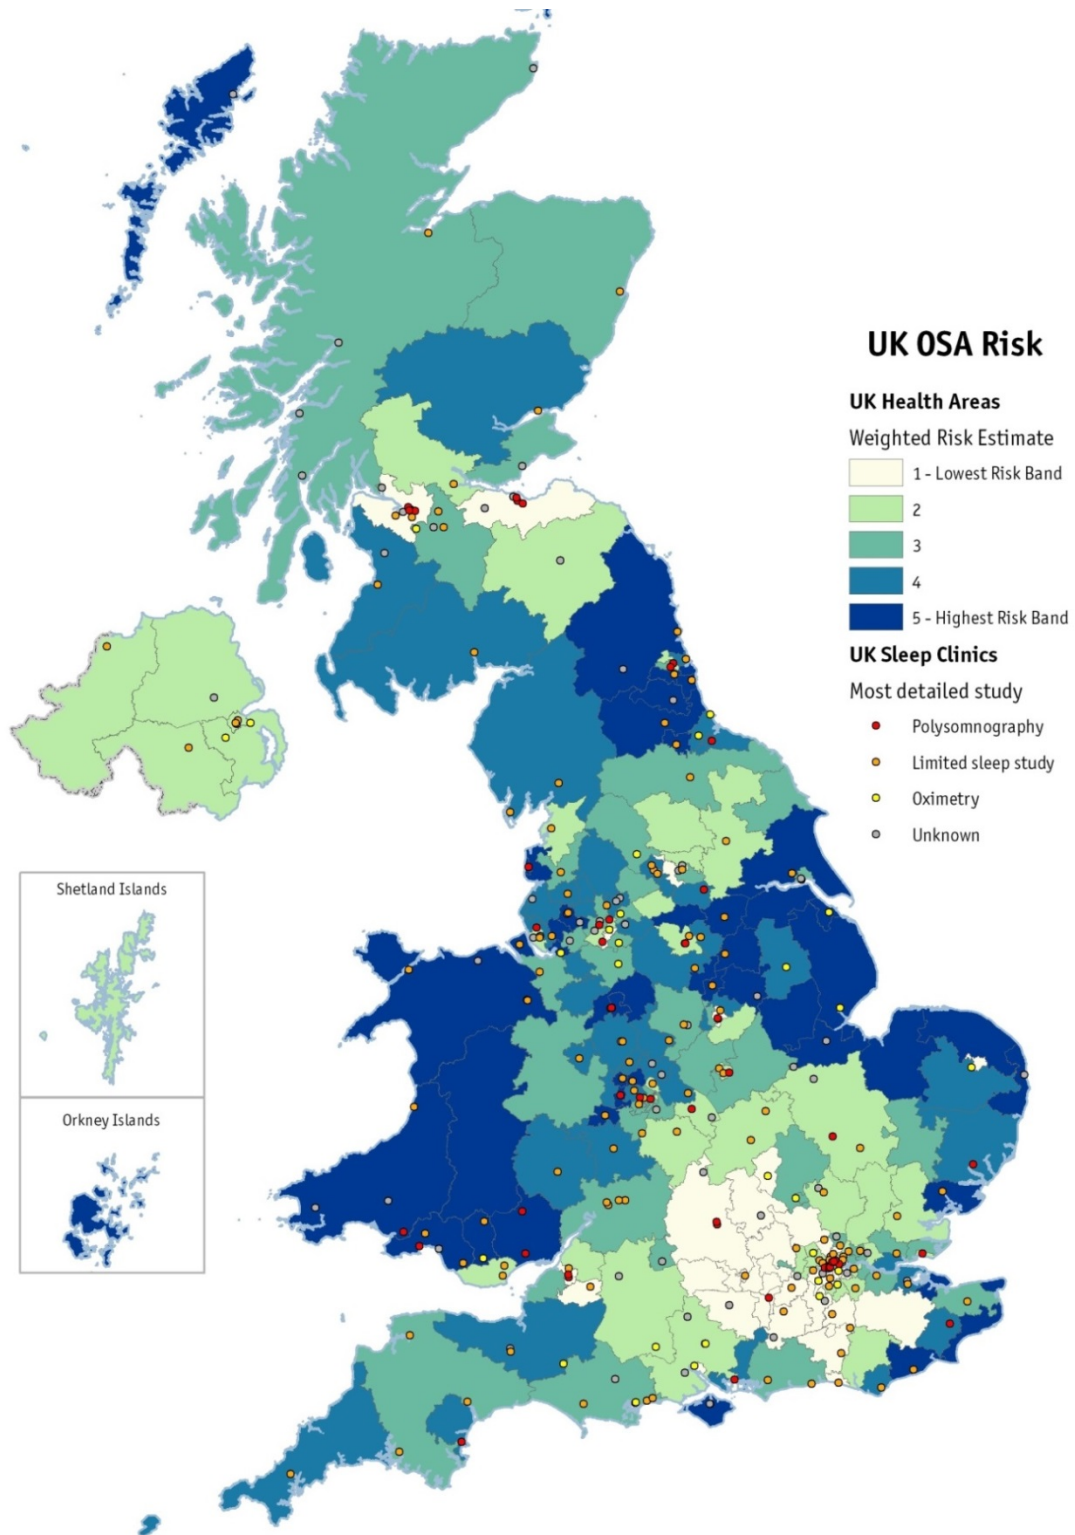 UK OSA Risk
UK Health Areas
Weighted Risk Estimate
1 - Lowest Risk Band
2
3
4
5 - Highest Risk Band
UK Sleep Clinics
Most detailed study
Polysomnography
Limited sleep study
Oximetry
Unknown
Shetland Islands
Orkney Islands